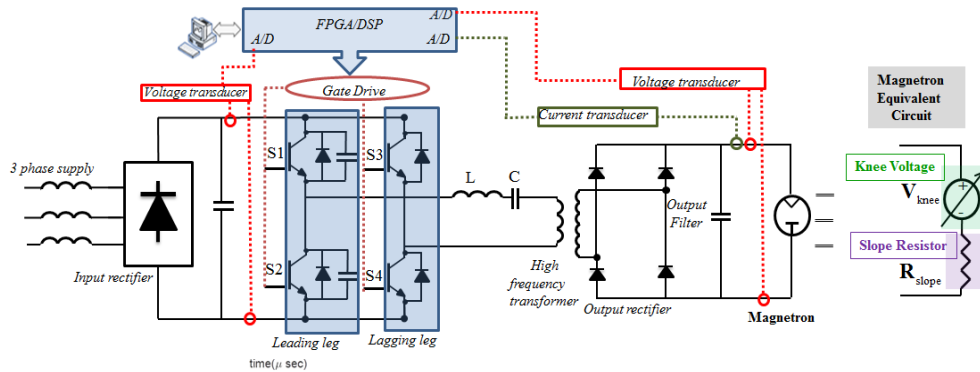 A/D
FPGA/DSP
A/D
A/D
Voltage transducer
Gate Drive
Voltage transducer
Current transducer
Magnetron
Equivalent
Circuit
3 phase supply
S1
S3
L
C
Knee Voltage
V knee
+
-
Output
Filter
S2
S4
High
frequency
transformer
Slope Resistor
R slope
Input rectifier
Output rectifier
Magnetron
Leading leg
Lagging leg
time(μ sec)